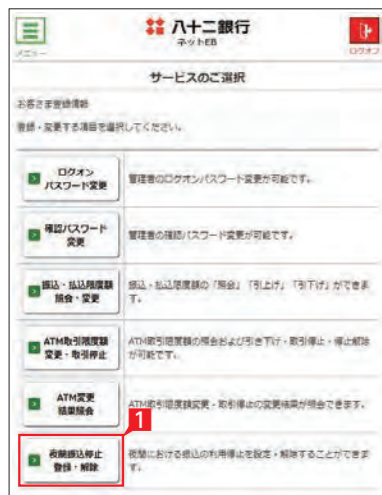 八十二銀行
ネットEB
メニュー
ログオフ
サービスのご選択
お客さま登録情報
登録・変更する項目を選択してください。
ログオン
パスワード変更
管理者のログオンパスワード変更が可能です。
確認パスワード
変更
管理者の確認パスワード変更が可能です。
振込・払込限度額
照会・変更
振込・払込限度額の「照会」「引上げ」「引下げ」ができま
す。
ATM取引限度額
変更・取引停止
ATM取引限度額の照会および引き下げ・取引停止・停止解除
が可能です。
ATM変更
結果照会
ATM取引限度額変更・取引停止の変更結果が照会できます。
1
夜間振込停止
登録・解除
夜間における振込の利用停止を設定・解除することができま
す。